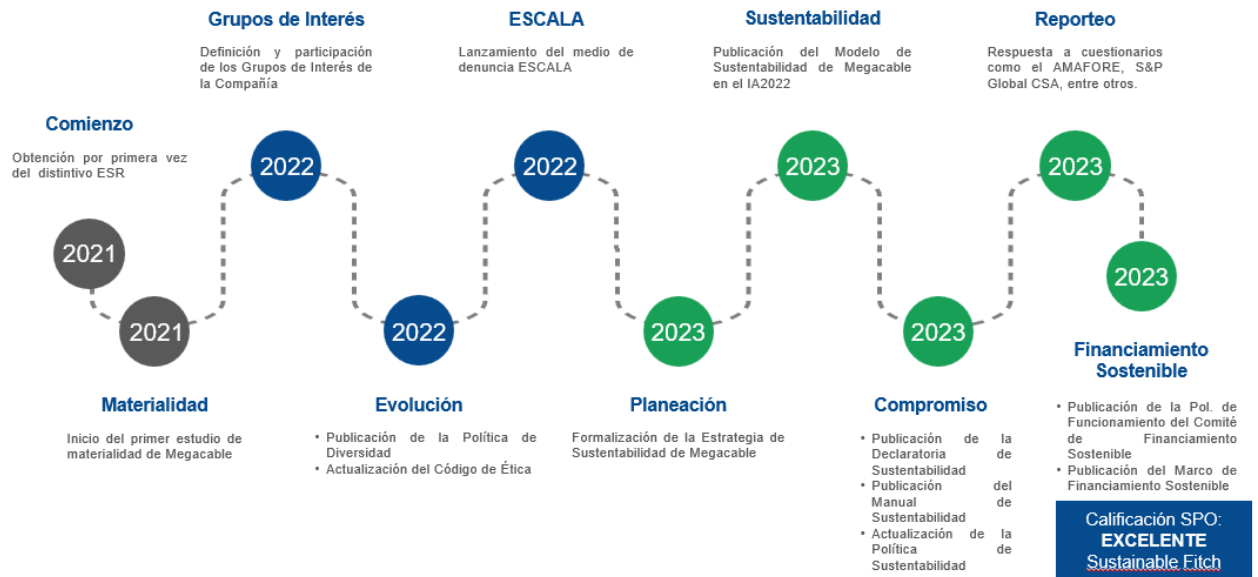 Comienzo
Obtención por primera vez
del distintivo ESR
2021
2021
Materialidad
Inicio del primer estudio de
materialidad de Megacable
Grupos de Interés
Definición y participación
de los Grupos de Interés de
la Compañía
2022
2022
Evolución
• Publicación de la Política de
Diversidad
• Actualización del Código de Ética
ESCALA
Lanzamiento del medio de
denuncia ESCALA
2022
2023
Planeación
Formalización de la Estrategia de
Sustentabilidad de Megacable
Sustentabilidad
Publicación del Modelo de
Sustentabilidad de Megacable
en el IA2022
2023
2023
Compromiso
• Publicación de la
Declaratoria de
Sustentabilidad
• Publicación del
Manual de
Sustentabilidad
• Actualización de la
Política de
Sustentabilidad
Reporteo
Respuesta a cuestionarios
como el AMAFORE, S&P
Global CSA, entre otros.
2023
2023
Financiamiento
Sostenible
• Publicación de la Pol. de
Funcionamiento del Comité
de Financiamiento
Sostenible
• Publicación del Marco de
Financiamiento Sostenible
Calificación SPO:
EXCELENTE
Sustainable Fitch